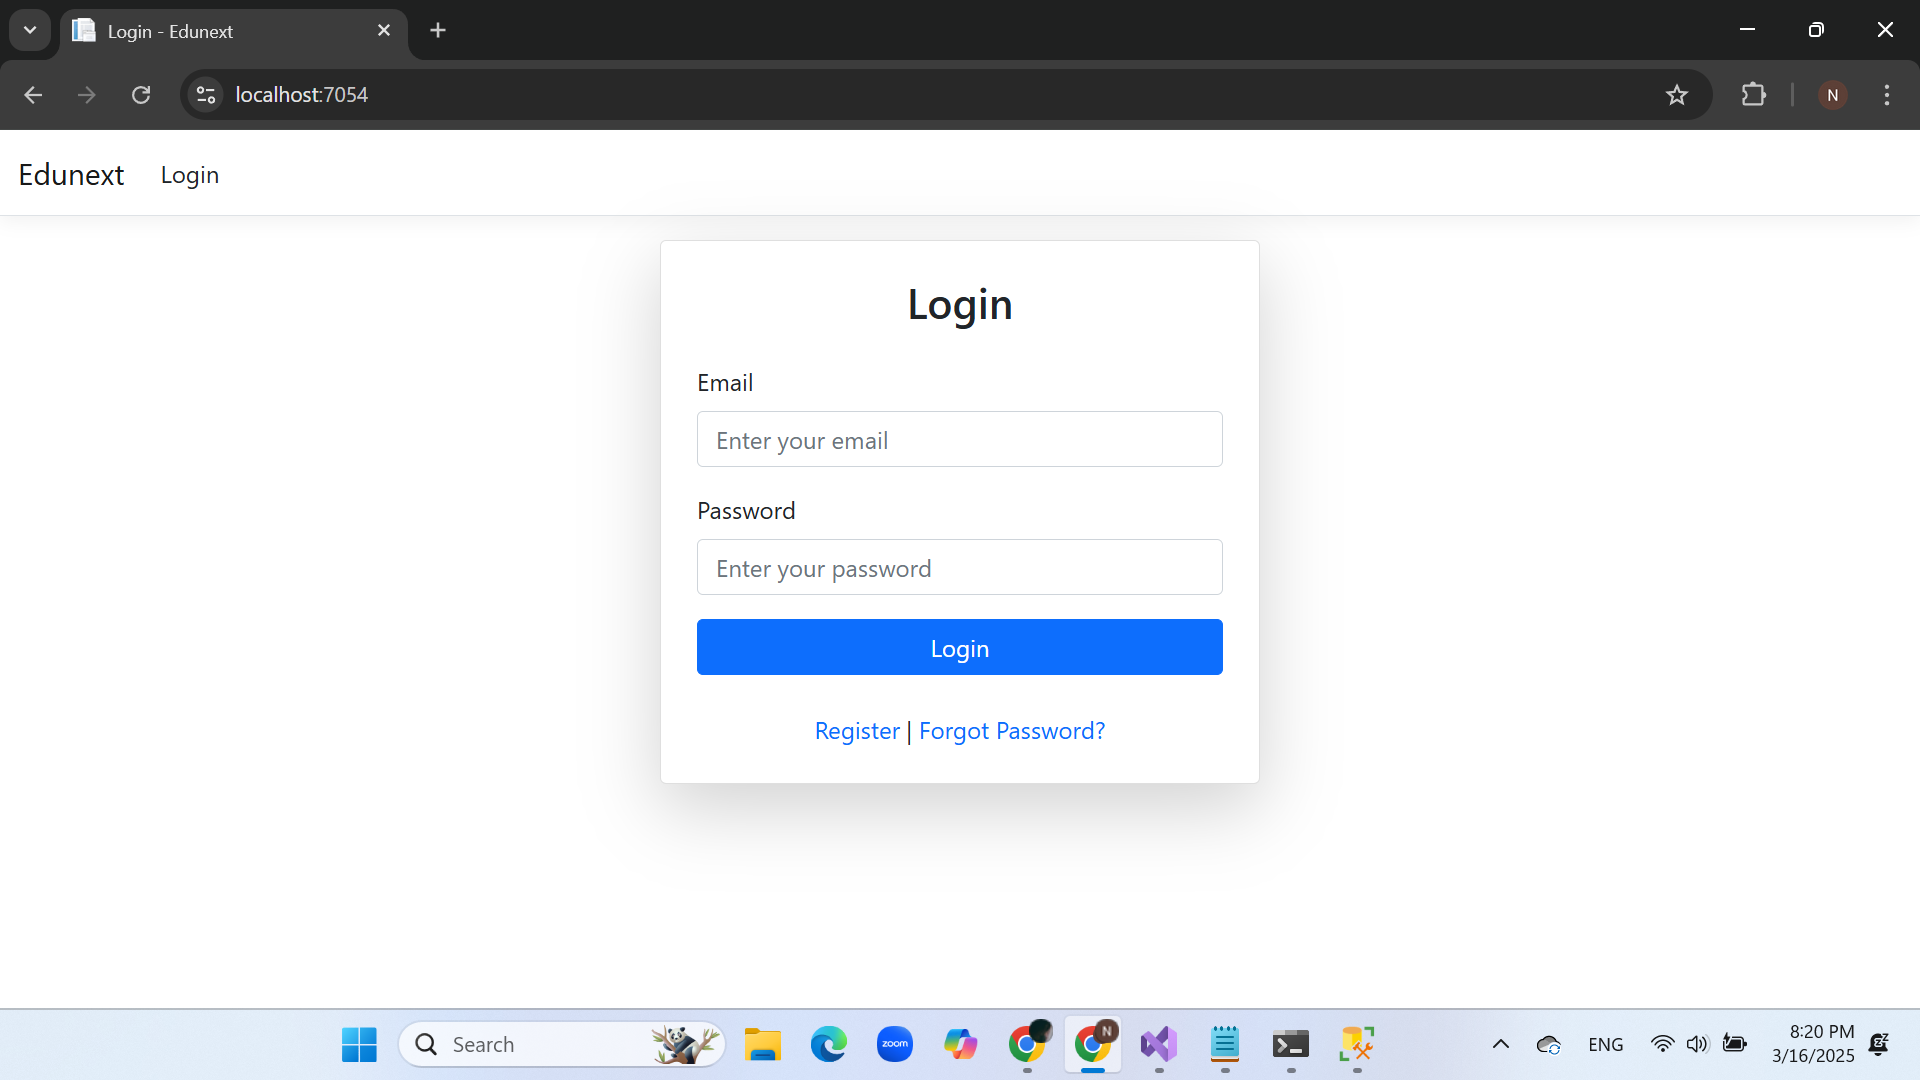 Login - Edunext
localhost:7054
N
Edunext
Login
Login
Email
Enter your email
Password
Enter your password
Login
Register | Forgot Password?
Search
zoom
N
ENG
8:20 PM
3/16/2025